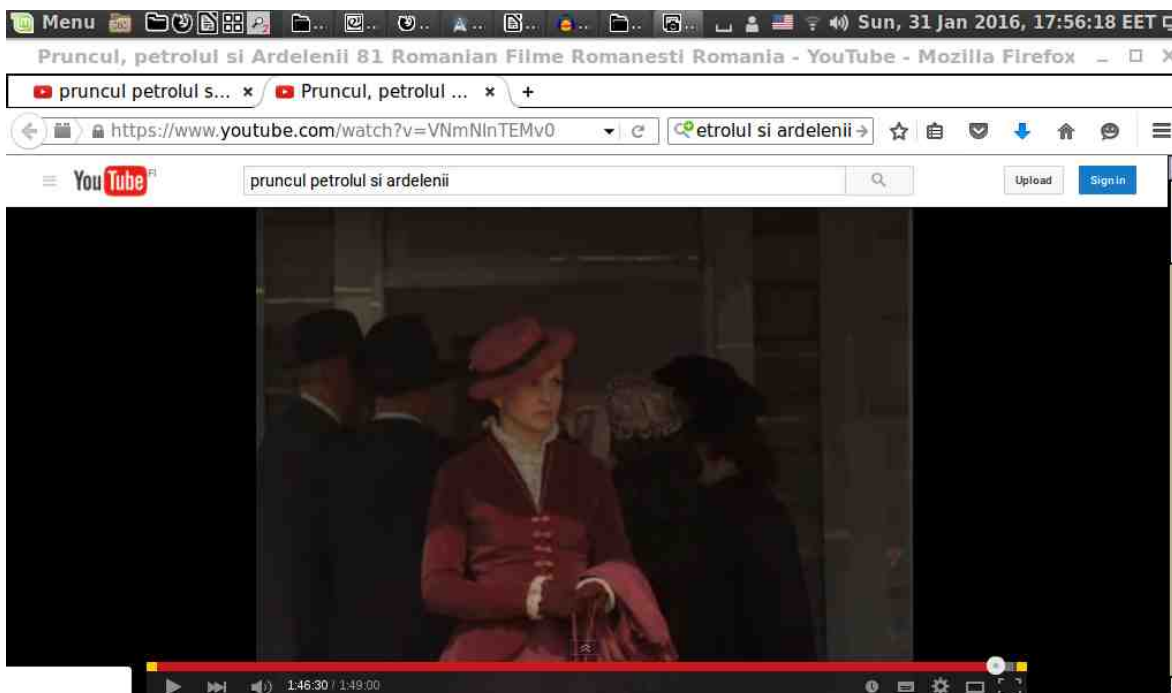 Menu ... ... ... ... ... ... ... ... Sun, 31 Jan 2016, 17:56:18 EET
Pruncul, petrolul si Ardelenii 81 Romanian Filme Romanesti Romania - YouTube - Mozilla Firefox
pruncul petrolul s... × Pruncul, petrolul ... × +
https://www.youtube.com/watch?v=VNmNInTEMv0 etrolul si ardelenii
YouTube FI pruncul petrolul si ardelenii Upload Sign in
1:46:30 / 1:49:00